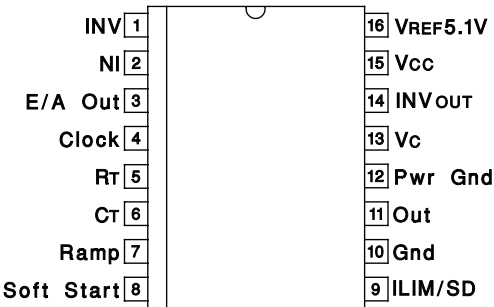 INV 1 16 VREF5.1V
NI 2 15 VCC
E/A Out 3 14 INVOUT
Clock 4 13 VC
RT 5 12 Pwr Gnd
CT 6 11 Out
Ramp 7 10 Gnd
Soft Start 8 9 ILIM/SD